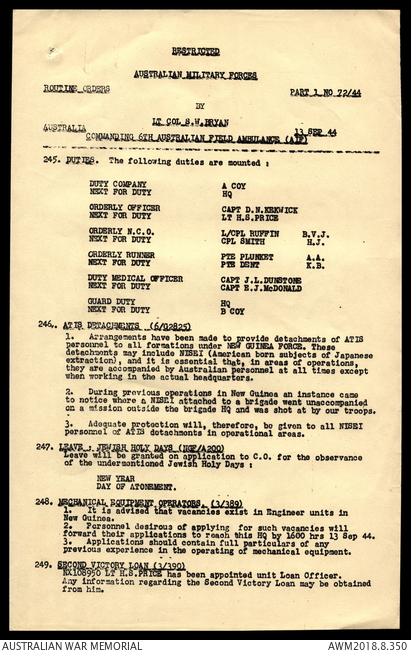 RESTRICTED
AUSTRALIAN MILITARY FORCES
ROUTINE ORDERS PART 1 NO 72/44
BY
LT COL S.W.BRYAN
AUSTRALIA 13 SEP 44
COMMANDING 6TH AUSTRALIAN FIELD AMBULANCE (AIF)
245. DUTIES. The following duties are mounted :
DUTY COMPANY A COY
NEXT FOR DUTY HQ
ORDERLY OFFICER CAPT D.N.KERWICK
NEXT FOR DUTY LT H.S.PRICE
ORDERLY N.C.O. L/CPL RUFFIN B.V.J.
NEXT FOR DUTY CPL SMITH H.J.
ORDERLY RUNNER PTE PLUNKET A.A.
NEXT FOR DUTY PTE DENT K.B.
DUTY MEDICAL OFFICER CAPT J.L.DUNSTONE
NEXT FOR DUTY CAPT E.J.McDONALD
GUARD DUTY HQ
NEXT FOR DUTY B COY
246. ATIS DETACHMENTS (6/Q2825)
1. Arrangements have been made to provide detachments of ATIS
personnel to all formations under NEW GUINEA FORCE. These
detachments may include NISEI (American born subjects of Japanese
extraction), and it is essential that, in areas of operations,
they are accompanied by Australian personnel at all times except
when working in the actual headquarters.
2. During previous operations in New Guinea an instance came
to notice where a NISEI attached to a brigade went unaccompanied
on a mission outside the brigade HQ and was shot at by our troops.
3. Adequate protection will, therefore, be given to all NISEI
personnel of ATIS detachments in operational areas.
247. LEAVE : JEWISH HOLY DAYS (NGF/A200)
Leave will be granted on application to C.O. for the observance
of the undermentioned Jewish Holy Days :
NEW YEAR
DAY OF ATONEMENT.
248. MECHANICAL EQUIPMENT OPERATORS. (3/389)
1. It is advised that vacancies exist in Engineer units in
New Guinea.
2. Personnel desirous of applying for such vacancies will
forward their applications to reach this HQ by 1600 hrs 13 Sep 44.
3. Applications should contain full particulars of any
previous experience in the operating of mechanical equipment.
249. SECOND VICTORY LOAN (3/390)
NX108950 LT H.S.PRICE has been appointed unit Loan Officer.
Any information regarding the Second Victory Loan may be obtained
from him.
AUSTRALIAN WAR MEMORIAL AWM2018.8.350